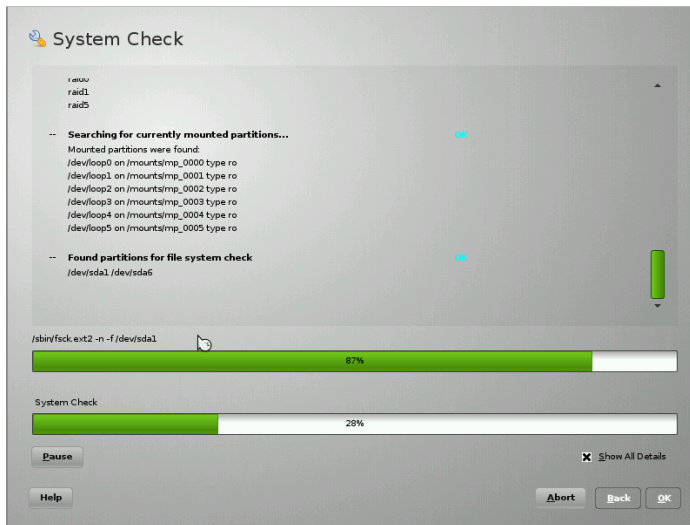 System Check
raid0
raid1
raid5
-- Searching for currently mounted partitions... OK
Mounted partitions were found:
/dev/loop0 on /mounts/mp_0000 type ro
/dev/loop1 on /mounts/mp_0001 type ro
/dev/loop2 on /mounts/mp_0002 type ro
/dev/loop3 on /mounts/mp_0003 type ro
/dev/loop4 on /mounts/mp_0004 type ro
/dev/loop5 on /mounts/mp_0005 type ro
-- Found partitions for file system check OK
/dev/sda1 /dev/sda6
/sbin/fsck.ext2 -n -f /dev/sda1
87%
System Check
28%
Pause
Show All Details
Help
Abort
Back
OK